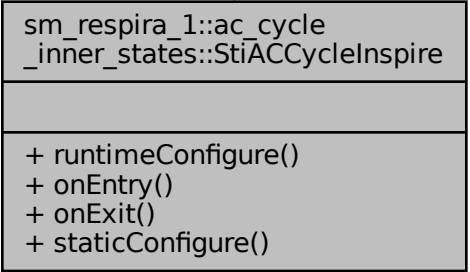 sm_respira_1::ac_cycle
_inner_states::StiACCycleInspire
+ runtimeConfigure()
+ onEntry()
+ onExit()
+ staticConfigure()